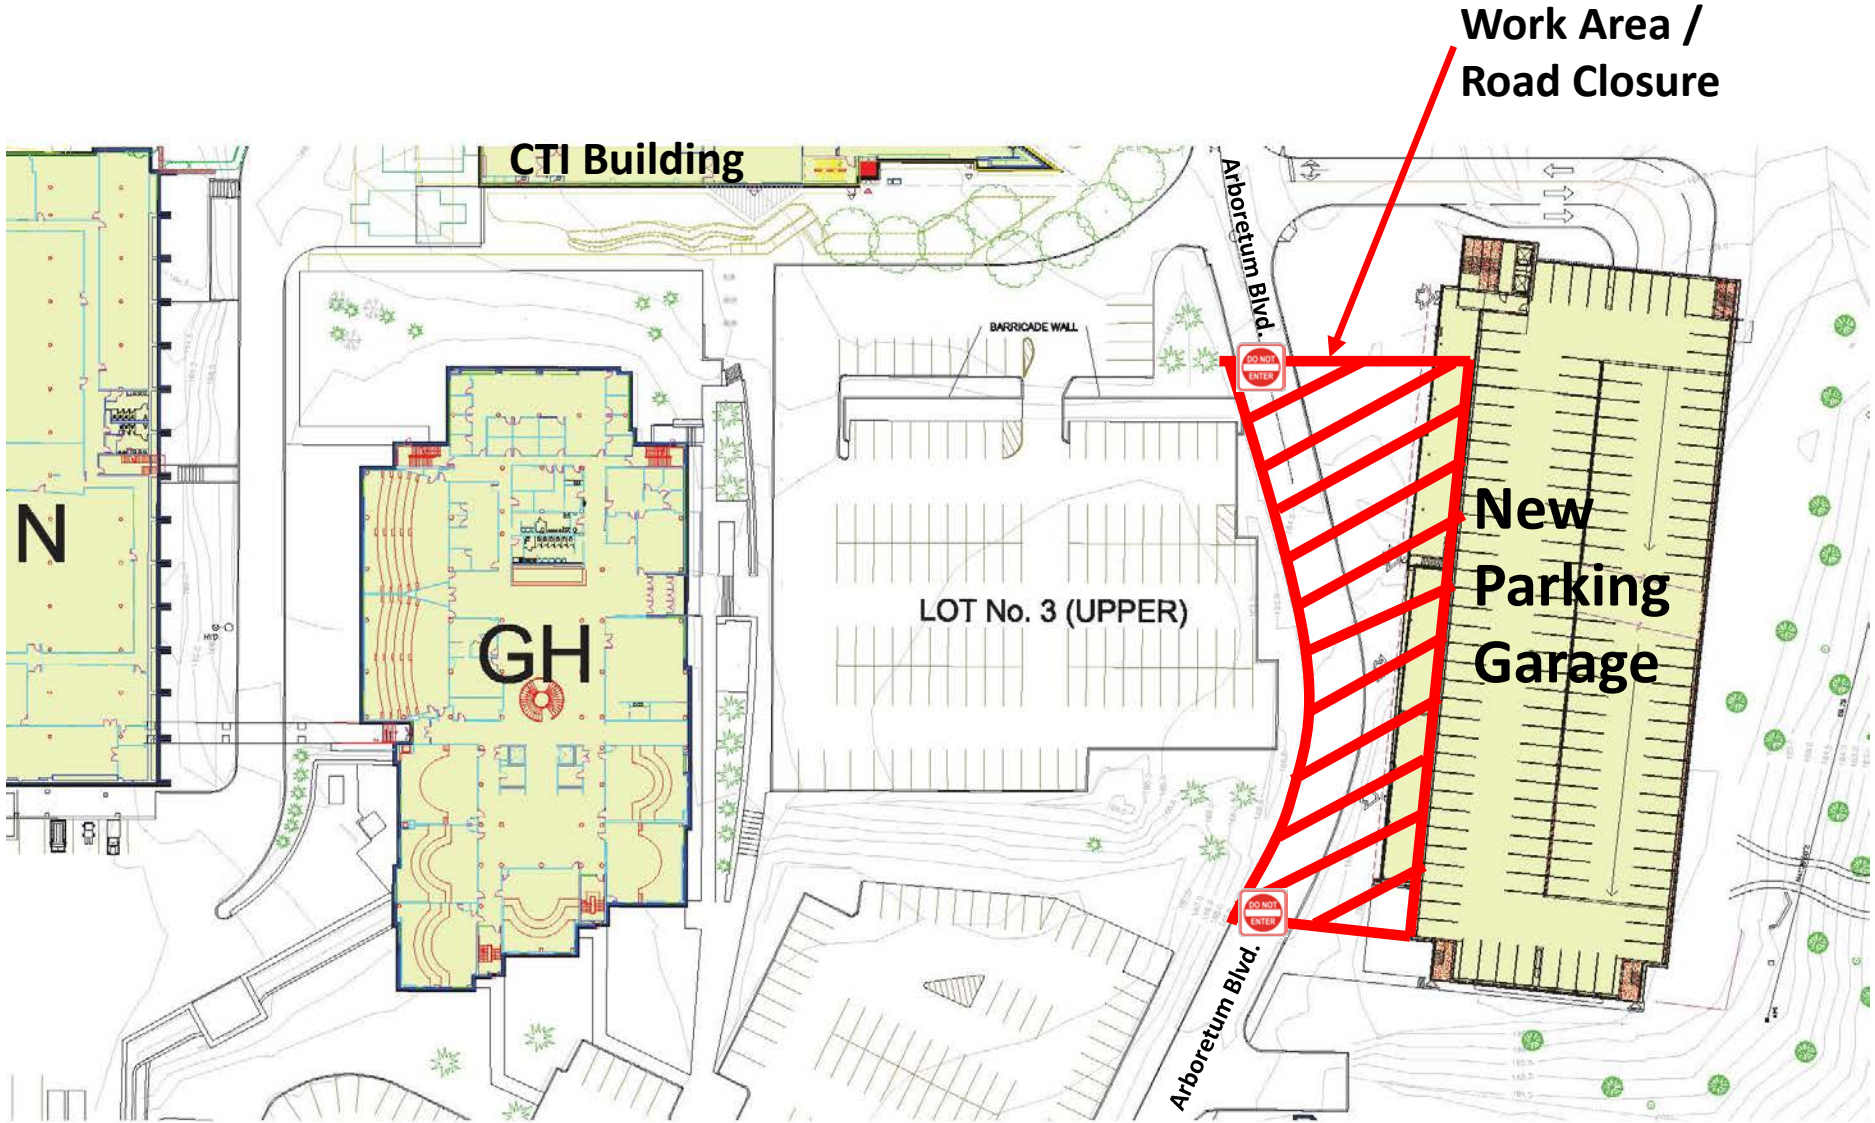 Work Area /
Road Closure
CTI Building
Arboretum Blvd.
BARRICADE WALL
DO NOT
ENTER
N
New
Parking
Garage
LOT No. 3 (UPPER)
GH
HYD
DO NOT
ENTER
Arboretum Blvd.